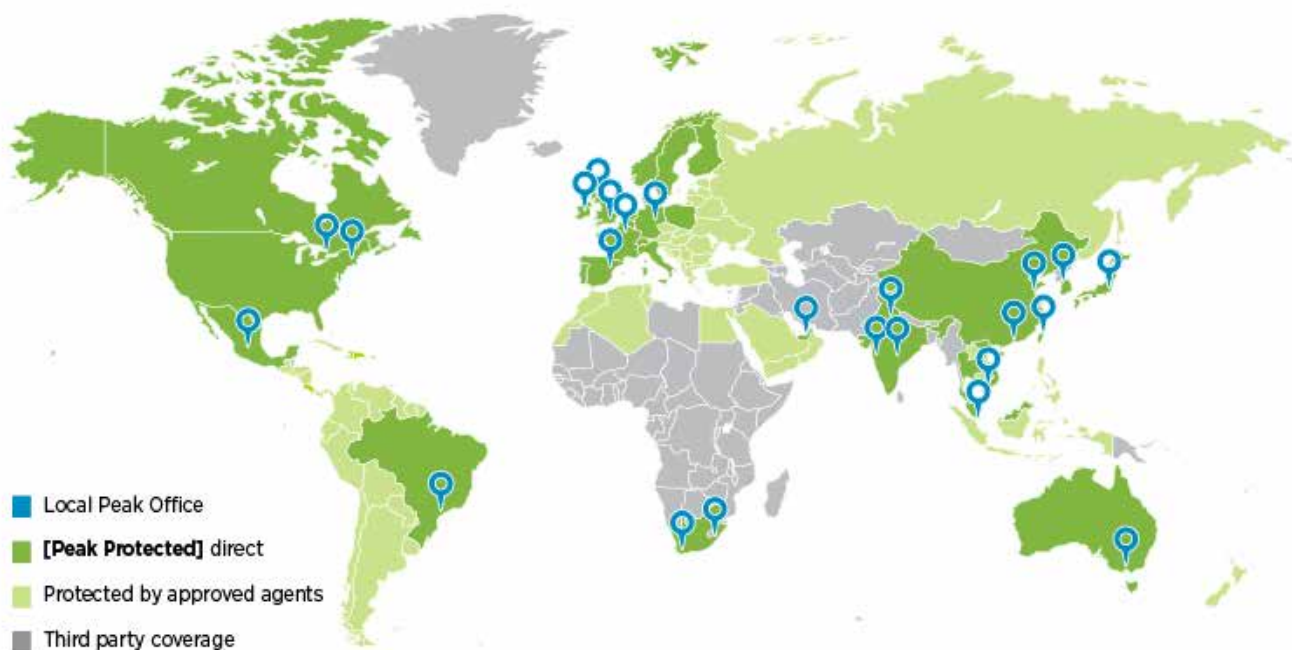 Local Peak Office
[Peak Protected] direct
Protected by approved agents
Third party coverage